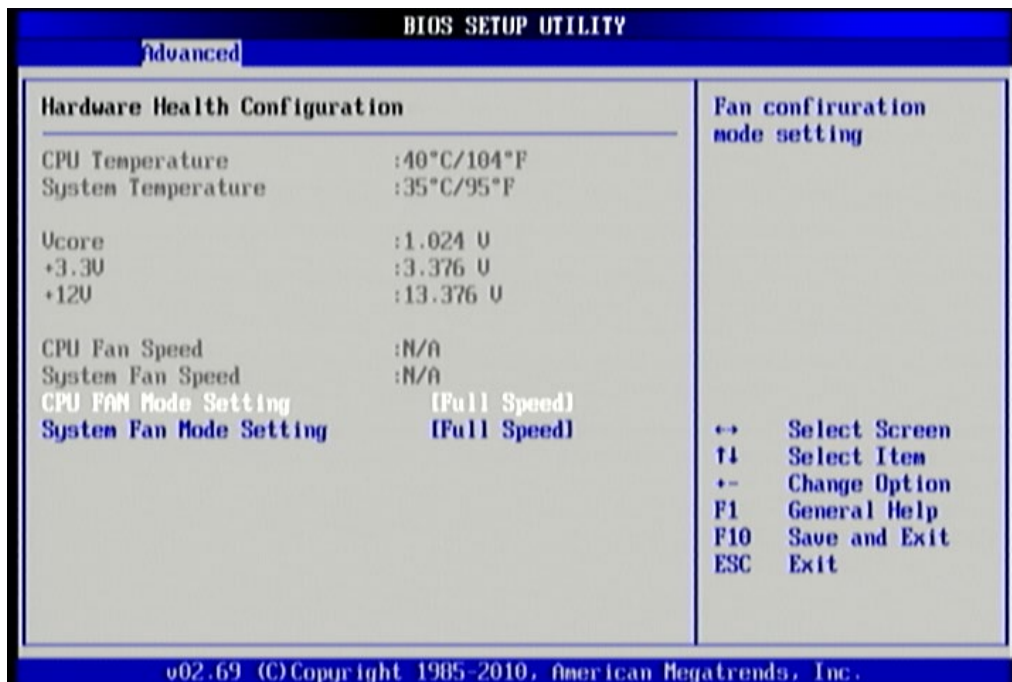 BIOS SETUP UTILITY
Advanced
Hardware Health Configuration
CPU Temperature :40°C/104°F
System Temperature :35°C/95°F
Vcore :1.024 V
+3.3V :3.376 V
+12V :13.376 V
CPU Fan Speed :N/A
System Fan Speed :N/A
CPU FAN Mode Setting [Full Speed]
System Fan Mode Setting [Full Speed]
Fan confiruration
mode setting
↔ Select Screen
↑↓ Select Item
+- Change Option
F1 General Help
F10 Save and Exit
ESC Exit
v02.69 (C)Copyright 1985-2010, American Megatrends, Inc.